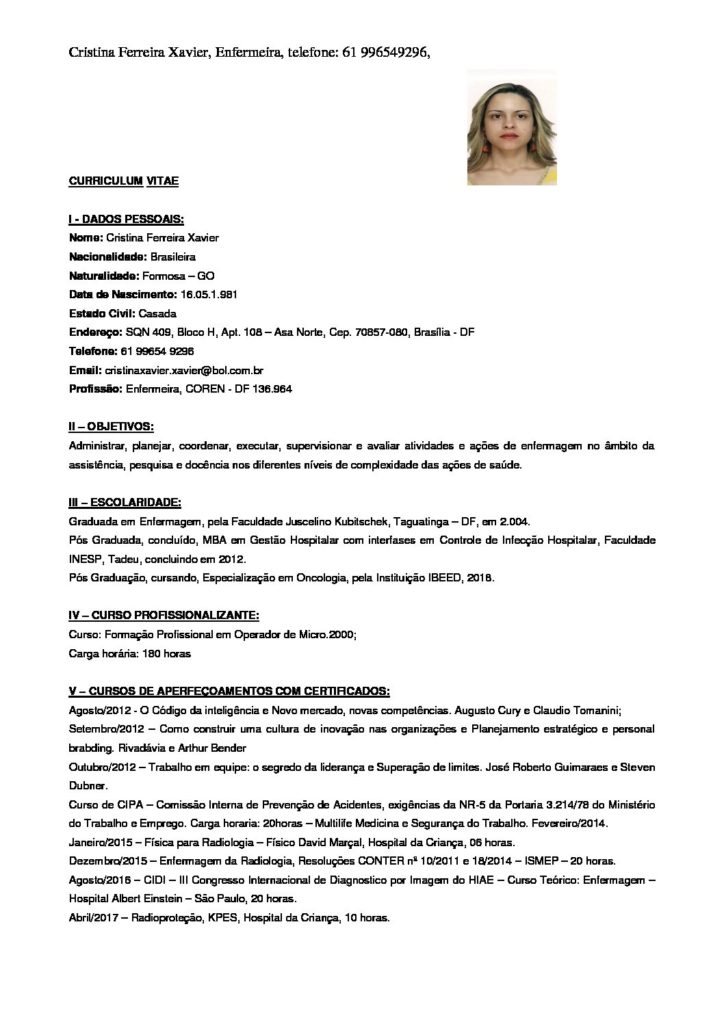 Cristina Ferreira Xavier, Enfermeira, telefone: 61 996549296,
CURRICULUM VITAE
I - DADOS PESSOAIS:
Nome: Cristina Ferreira Xavier
Nacionalidade: Brasileira
Naturalidade: Formosa – GO
Data de Nascimento: 16.05.1.981
Estado Civil: Casada
Endereço: SQN 409, Bloco H, Apt. 108 – Asa Norte, Cep. 70857-080, Brasília - DF
Telefone: 61 99654 9296
Email: cristinaxavier.xavier@bol.com.br
Profissão: Enfermeira, COREN - DF 136.964
II – OBJETIVOS:
Administrar, planejar, coordenar, executar, supervisionar e avaliar atividades e ações de enfermagem no âmbito da
assistência, pesquisa e docência nos diferentes níveis de complexidade das ações de saúde.
III – ESCOLARIDADE:
Graduada em Enfermagem, pela Faculdade Juscelino Kubitschek, Taguatinga – DF, em 2.004.
Pós Graduada, concluído, MBA em Gestão Hospitalar com interfases em Controle de Infecção Hospitalar, Faculdade
INESP, Tadeu, concluindo em 2012.
Pós Graduação, cursando, Especialização em Oncologia, pela Instituição IBEED, 2018.
IV – CURSO PROFISSIONALIZANTE:
Curso: Formação Profissional em Operador de Micro.2000;
Carga horária: 180 horas
V – CURSOS DE APERFEÇOAMENTOS COM CERTIFICADOS:
Agosto/2012 - O Código da inteligência e Novo mercado, novas competências. Augusto Cury e Claudio Tomanini;
Setembro/2012 – Como construir uma cultura de inovação nas organizações e Planejamento estratégico e personal
brabding. Rivadávia e Arthur Bender
Outubro/2012 – Trabalho em equipe: o segredo da liderança e Superação de limites. José Roberto Guimaraes e Steven
Dubner.
Curso de CIPA – Comissão Interna de Prevenção de Acidentes, exigências da NR-5 da Portaria 3.214/78 do Ministério
do Trabalho e Emprego. Carga horaria: 20horas – Multilife Medicina e Segurança do Trabalho. Fevereiro/2014.
Janeiro/2015 – Física para Radiologia – Físico David Marçal, Hospital da Criança, 06 horas.
Dezembro/2015 – Enfermagem da Radiologia, Resoluções CONTER nª 10/2011 e 18/2014 – ISMEP – 20 horas.
Agosto/2016 – CIDI – III Congresso Internacional de Diagnostico por Imagem do HIAE – Curso Teórico: Enfermagem –
Hospital Albert Einstein – São Paulo, 20 horas.
Abril/2017 – Radioproteção, KPES, Hospital da Criança, 10 horas.